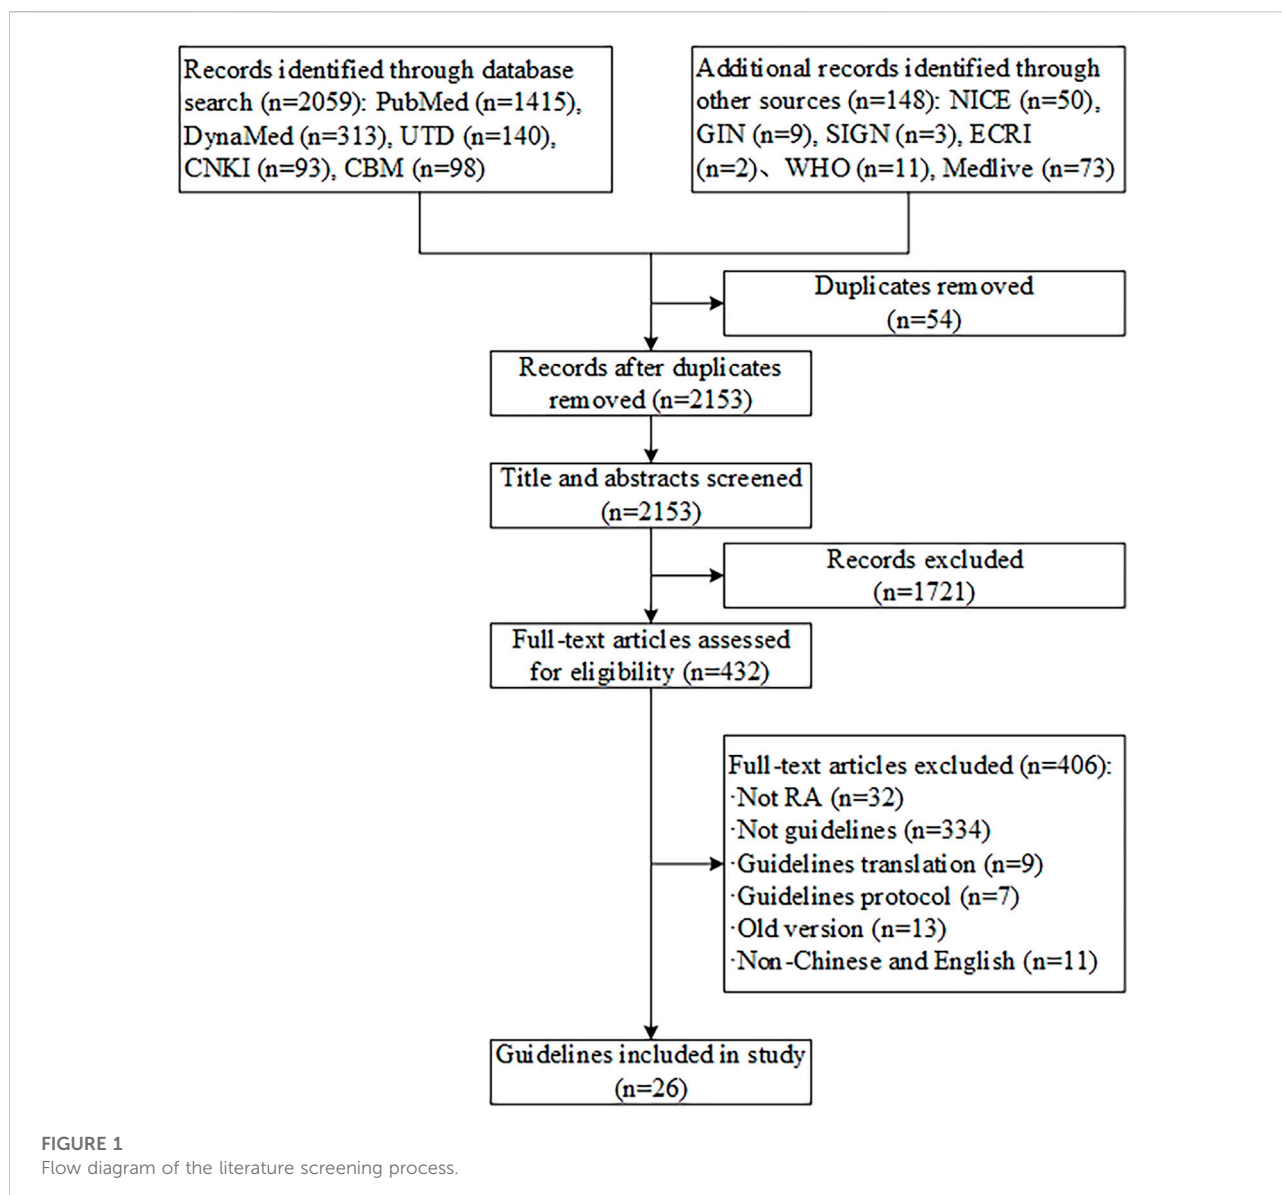 Records identified through database
search (n=2059): PubMed (n=1415),
DynaMed (n=313), UTD (n=140),
CNKI (n=93), CBM (n=98)
Additional records identified through
other sources (n=148): NICE (n=50),
GIN (n=9), SIGN (n=3), ECRI
(n=2)、WHO (n=11), Medlive (n=73)
Duplicates removed
(n=54)
Records after duplicates
removed (n=2153)
Title and abstracts screened
(n=2153)
Records excluded
(n=1721)
Full-text articles assessed
for eligibility (n=432)
Full-text articles excluded (n=406):
·Not RA (n=32)
·Not guidelines (n=334)
·Guidelines translation (n=9)
·Guidelines protocol (n=7)
·Old version (n=13)
·Non-Chinese and English (n=11)
Guidelines included in study
(n=26)
FIGURE 1
Flow diagram of the literature screening process.